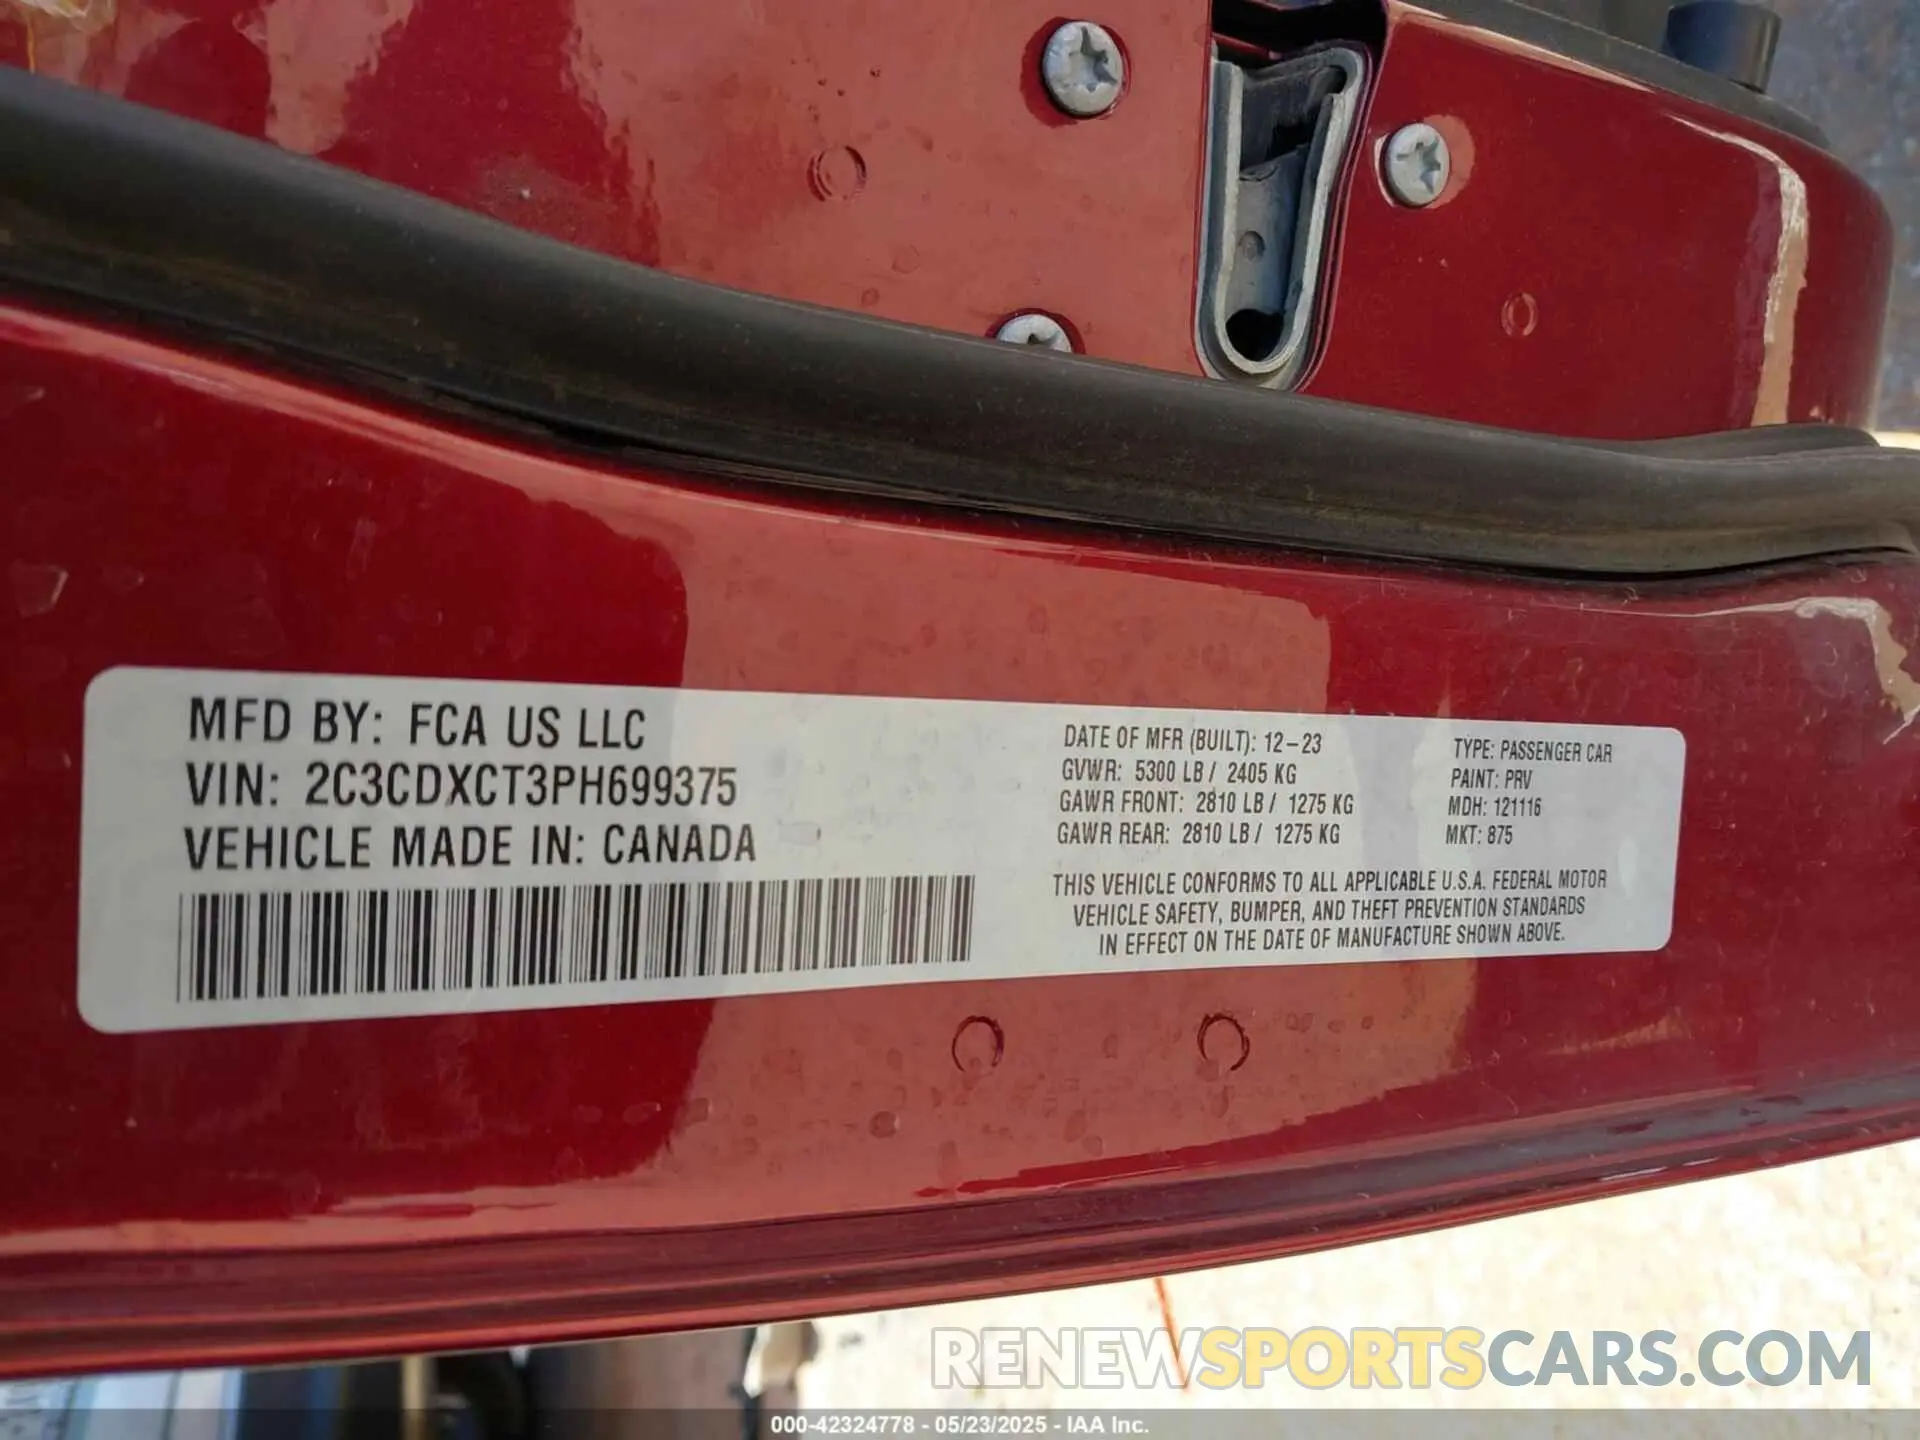 MFD BY: FCA US LLC
VIN: 2C3CDXCT3PH699375
VEHICLE MADE IN: CANADA
DATE OF MFR (BUILT): 12-23
GVWR: 5300 LB / 2405 KG
GAWR FRONT: 2810 LB / 1275 KG
GAWR REAR: 2810 LB / 1275 KG
TYPE: PASSENGER CAR
PAINT: PRV
MDH: 121116
MKT: 875
THIS VEHICLE CONFORMS TO ALL APPLICABLE U.S.A. FEDERAL MOTOR
VEHICLE SAFETY, BUMPER, AND THEFT PREVENTION STANDARDS
IN EFFECT ON THE DATE OF MANUFACTURE SHOWN ABOVE.
RENEWSPORTSCARS.COM
000-42324778 - 05/23/2025 - IAA Inc.